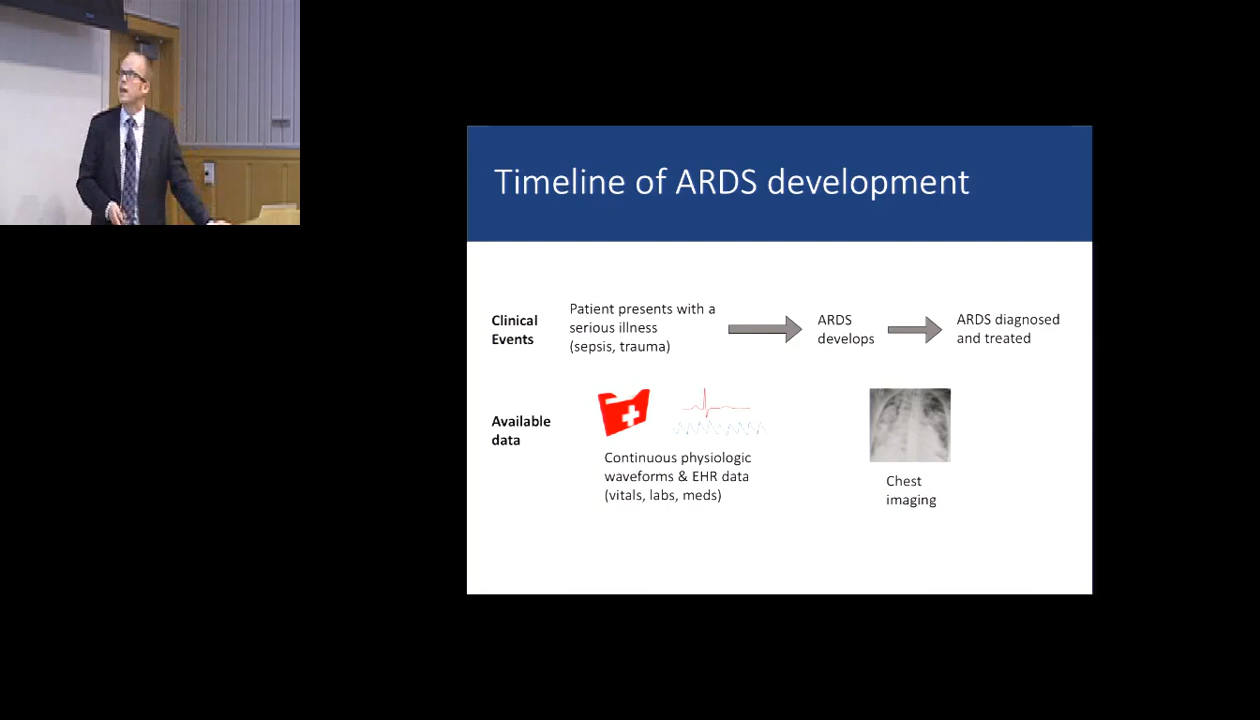 Timeline of ARDS development
Clinical
Events
Patient presents with a
serious illness
(sepsis, trauma)
ARDS
develops
ARDS diagnosed
and treated
Available
data
Continuous physiologic
waveforms & EHR data
(vitals, labs, meds)
Chest
imaging